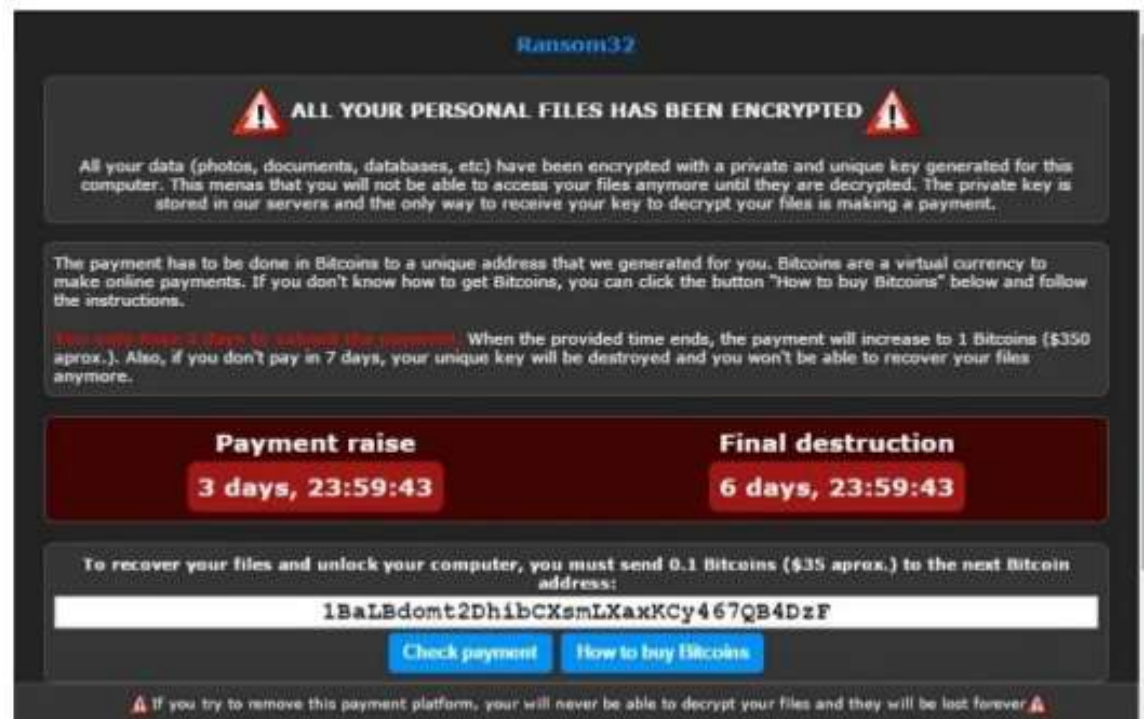 Ransom32
ALL YOUR PERSONAL FILES HAS BEEN ENCRYPTED
All your data (photos, documents, databases, etc) have been encrypted with a private and unique key generated for this
computer. This menas that you will not be able to access your files anymore until they are decrypted. The private key is
stored in our servers and the only way to receive your key to decrypt your files is making a payment.
The payment has to be done in Bitcoins to a unique address that we generated for you. Bitcoins are a virtual currency to
make online payments. If you don't know how to get Bitcoins, you can click the button "How to buy Bitcoins" below and follow
the instructions.
You only have 4 days to submit the payment. When the provided time ends, the payment will increase to 1 Bitcoins ($350
aprox.). Also, if you don't pay in 7 days, your unique key will be destroyed and you won't be able to recover your files
anymore.
Payment raise
Final destruction
3 days, 23:59:43
6 days, 23:59:43
To recover your files and unlock your computer, you must send 0.1 Bitcoins ($35 aprox.) to the next Bitcoin
address:
1BaLBdomt2DhibCXsmLXaxKCy467QB4DzF
Check payment
How to buy Bitcoins
If you try to remove this payment platform, your will never be able to decrypt your files and they will be lost forever